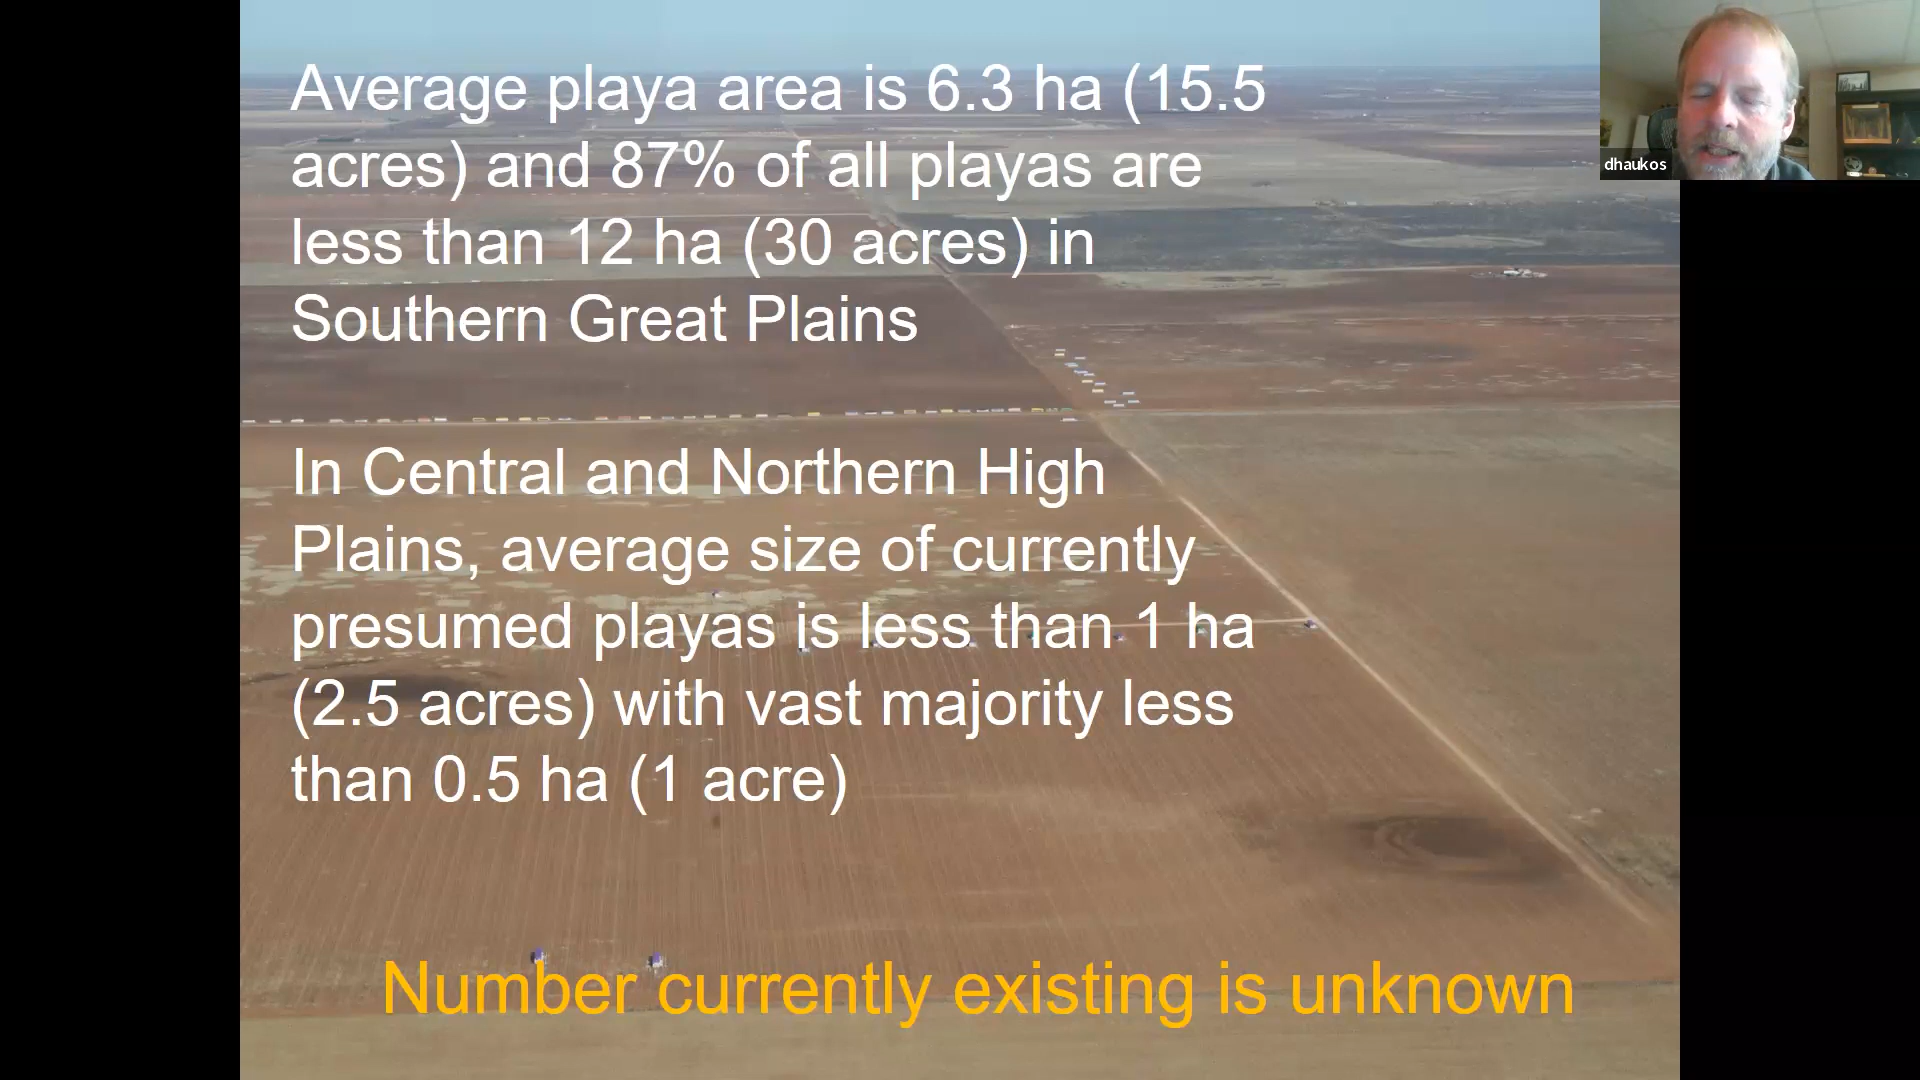 Average playa area is 6.3 ha (15.5
acres) and 87% of all playas are
less than 12 ha (30 acres) in
Southern Great Plains
In Central and Northern High
Plains, average size of currently
presumed playas is less than 1 ha
(2.5 acres) with vast majority less
than 0.5 ha (1 acre)
Number currently existing is unknown
dhaukos